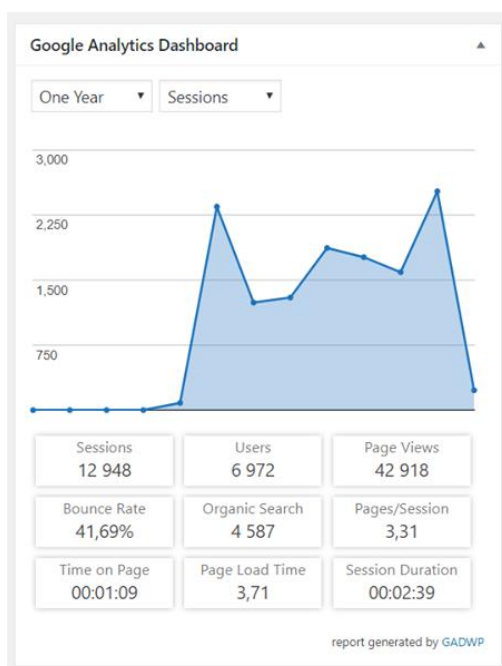 Google Analytics Dashboard
One Year Sessions
3,000
2,250
1,500
750
Sessions Users Page Views
12 948 6 972 42 918
Bounce Rate Organic Search Pages/Session
41,69% 4 587 3,31
Time on Page Page Load Time Session Duration
00:01:09 3,71 00:02:39
report generated by GADWP